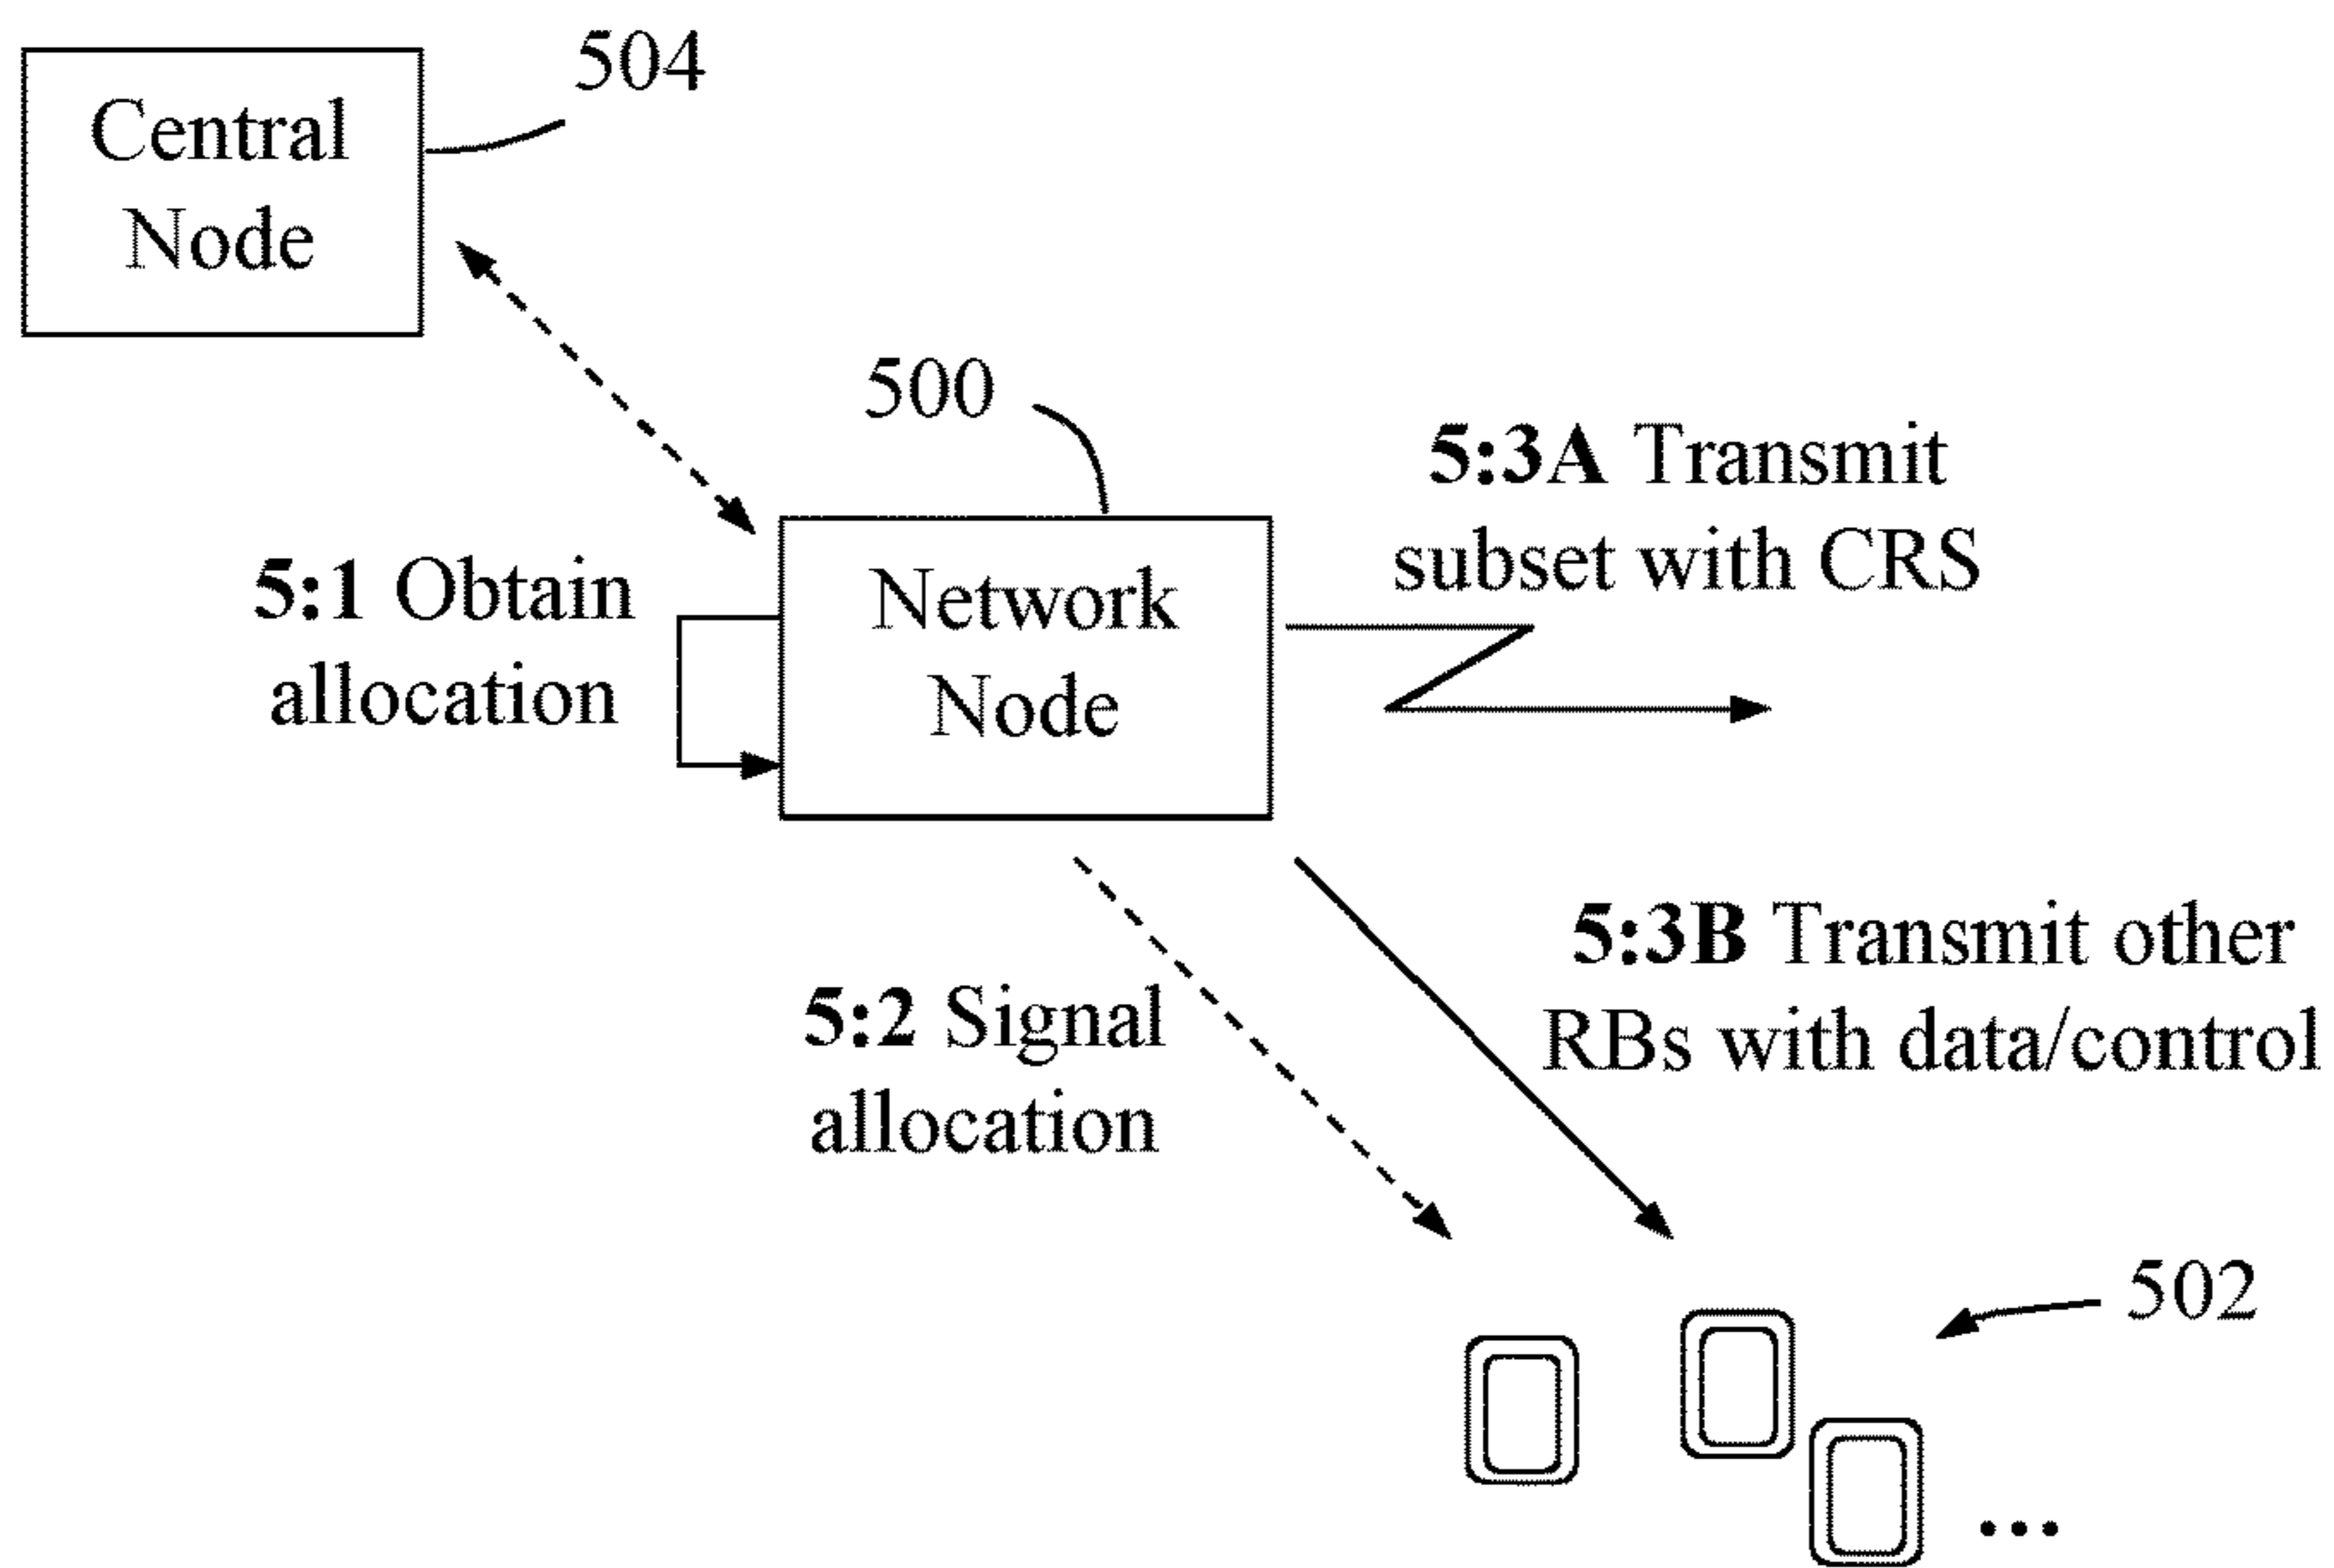 504
Central
Node
500
5:3A Transmit
subset with CRS
5:1 Obtain
allocation
Network
Node
5:3B Transmit other
RBs with data/control
5:2 Signal
allocation
502
...